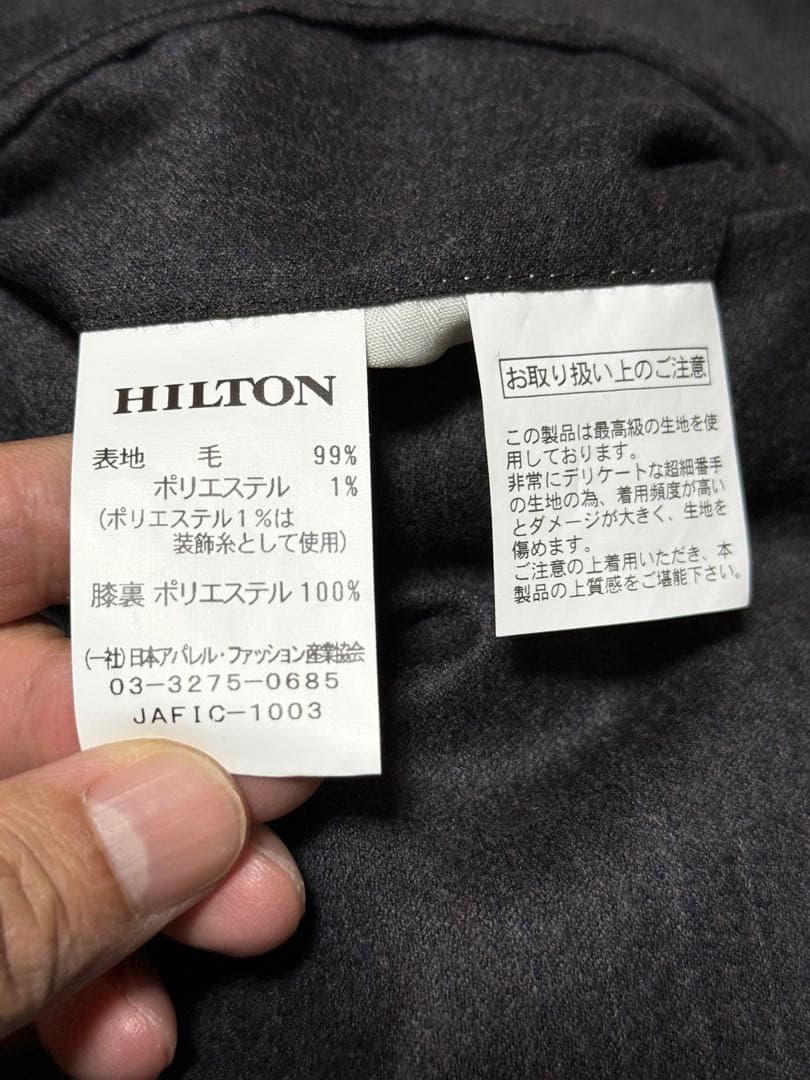 HILTON
表地 毛 99%
ポリエステル 1%
(ポリエステル1%は
装飾糸として使用)
膝裏 ポリエステル 100%
(一社)日本アパレル・ファッション産業協会
03-3275-0685
JAFIC-1003
お取り扱い上のご注意
この製品は最高級の生地を使
用しております。
非常にデリケートな超細番手
の生地の為、着用頻度が高い
とダメージが大きく、生地を
傷めます。
ご注意の上着用いただき、本
製品の上質感をご堪能下さい。